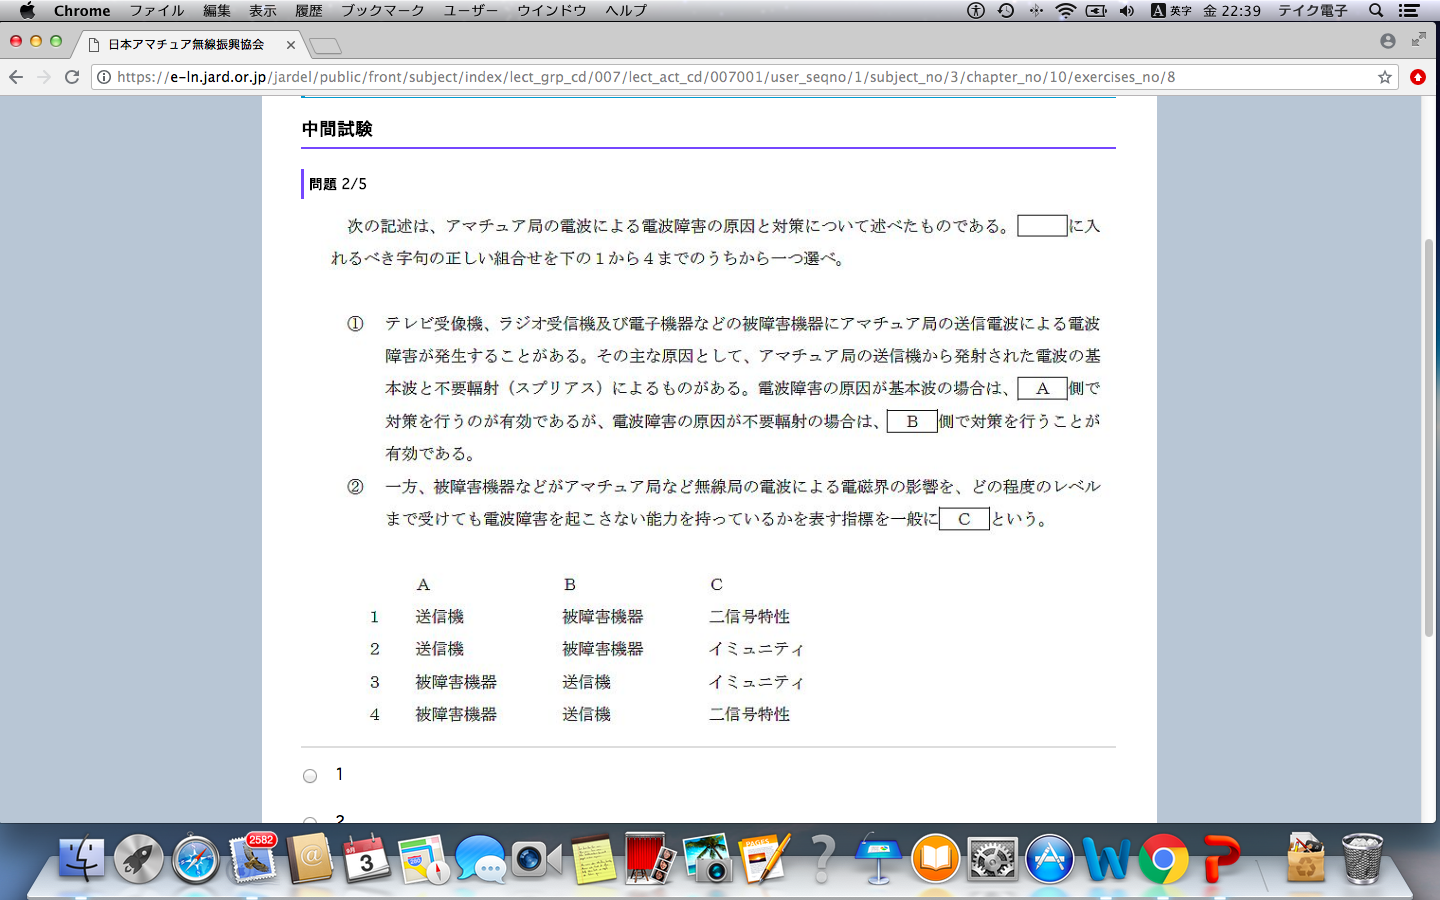 Chrome ファイル 編集 表示 履歴 ブックマーク ユーザー ウインドウ ヘルプ A 英字 金 22:39 テイク電子
日本アマチュア無線振興協会
https://e-ln.jard.or.jp/jardel/public/front/subject/index/lect_grp_cd/007/lect_act_cd/007001/user_seqno/1/subject_no/3/chapter_no/10/exercises_no/8
中間試験
問題 2/5
次の記述は、アマチュア局の電波による電波障害の原因と対策について述べたものである。に入
れるべき字句の正しい組合せを下の1から4までのうちから一つ選べ。
① テレビ受像機、ラジオ受信機及び電子機器などの被障害機器にアマチュア局の送信電波による電波
障害が発生することがある。その主な原因として、アマチュア局の送信機から発射された電波の基
本波と不要輻射（スプリアス）によるものがある。電波障害の原因が基本波の場合は、A側で
対策を行うのが有効であるが、電波障害の原因が不要輻射の場合は、B側で対策を行うことが
有効である。
② 一方、被障害機器などがアマチュア局など無線局の電波による電磁界の影響を、どの程度のレベル
まで受けても電波障害を起こさない能力を持っているかを表す指標を一般にCという。
A B C
1 送信機 被障害機器 二信号特性
2 送信機 被障害機器 イミュニティ
3 被障害機器 送信機 イミュニティ
4 被障害機器 送信機 二信号特性
1
2
2582
9月
3
PAGES